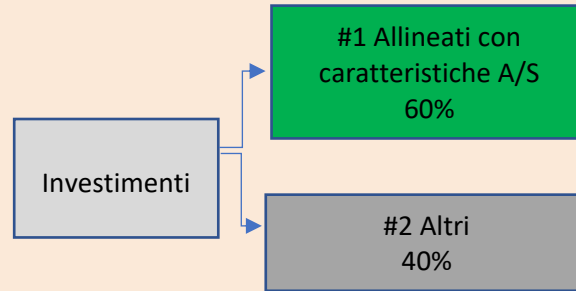 Investimenti
#1 Allineati con
caratteristiche A/S
60%
#2 Altri
40%